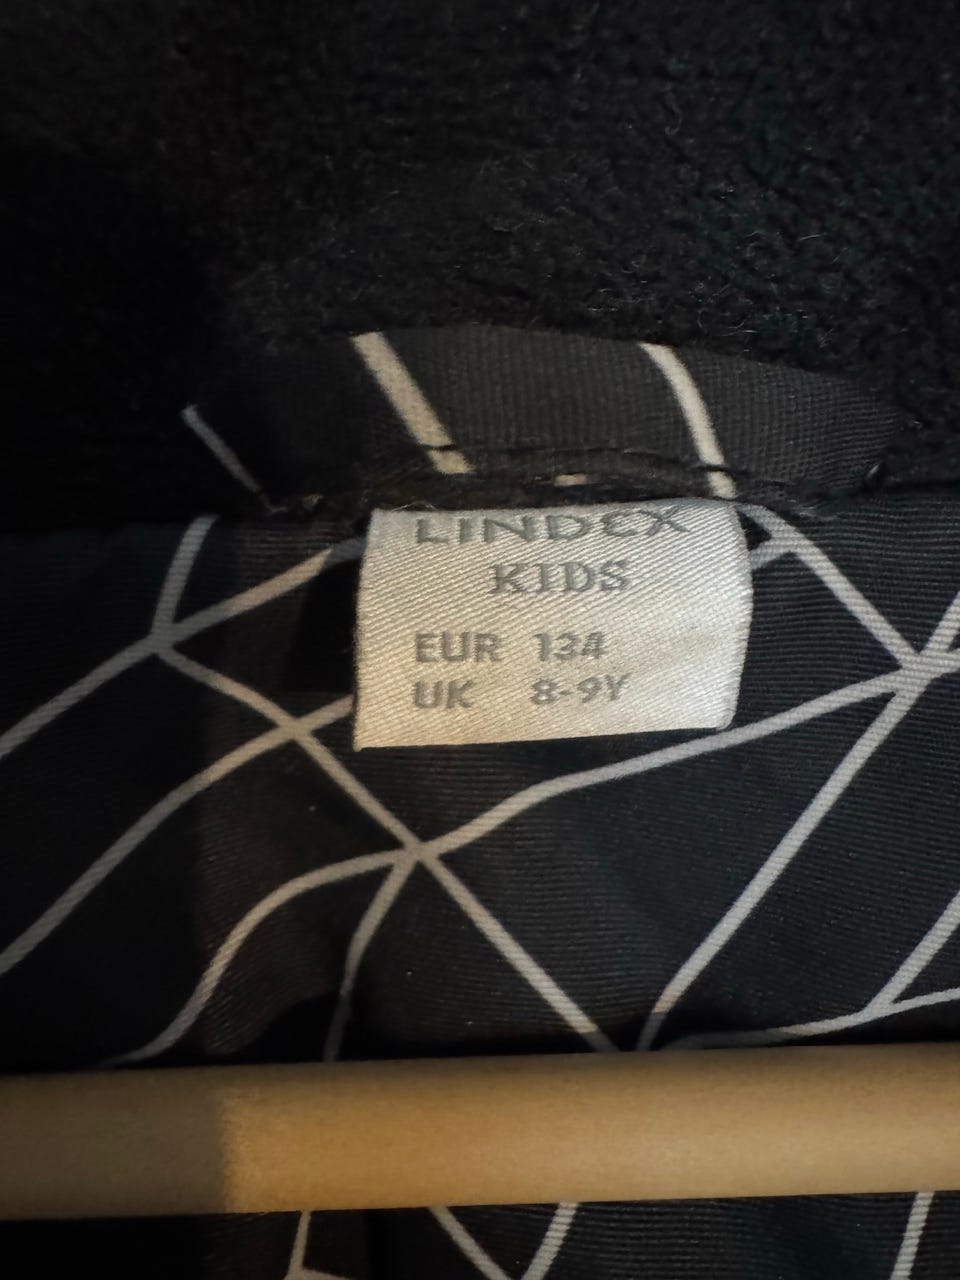 LINDEX
KIDS
EUR 134
UK 8-9Y